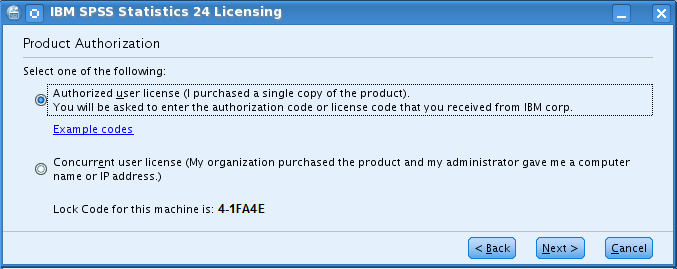 IBM SPSS Statistics 24 Licensing
Product Authorization
Select one of the following:
Authorized user license (I purchased a single copy of the product).
You will be asked to enter the authorization code or license code that you received from IBM corp.
Example codes
Concurrent user license (My organization purchased the product and my administrator gave me a computer
name or IP address.)
Lock Code for this machine is: 4-1FA4E
< Back Next > Cancel